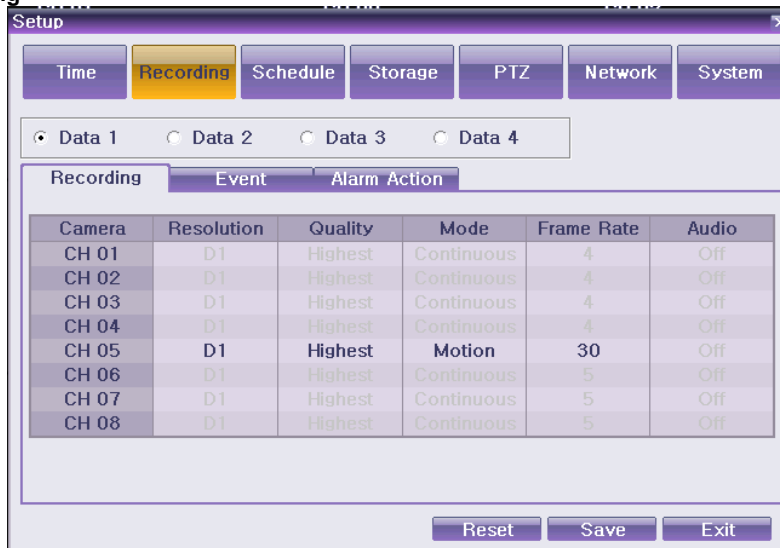 g
Setup
Time Recording Schedule Storage PTZ Network System
Data 1 Data 2 Data 3 Data 4
Recording Event Alarm Action
Camera Resolution Quality Mode Frame Rate Audio
CH 01 D1 Highest Continuous 4 Off
CH 02 D1 Highest Continuous 4 Off
CH 03 D1 Highest Continuous 4 Off
CH 04 D1 Highest Continuous 4 Off
CH 05 D1 Highest Motion 30 Off
CH 06 D1 Highest Continuous 5 Off
CH 07 D1 Highest Continuous 5 Off
CH 08 D1 Highest Continuous 5 Off
Reset Save Exit